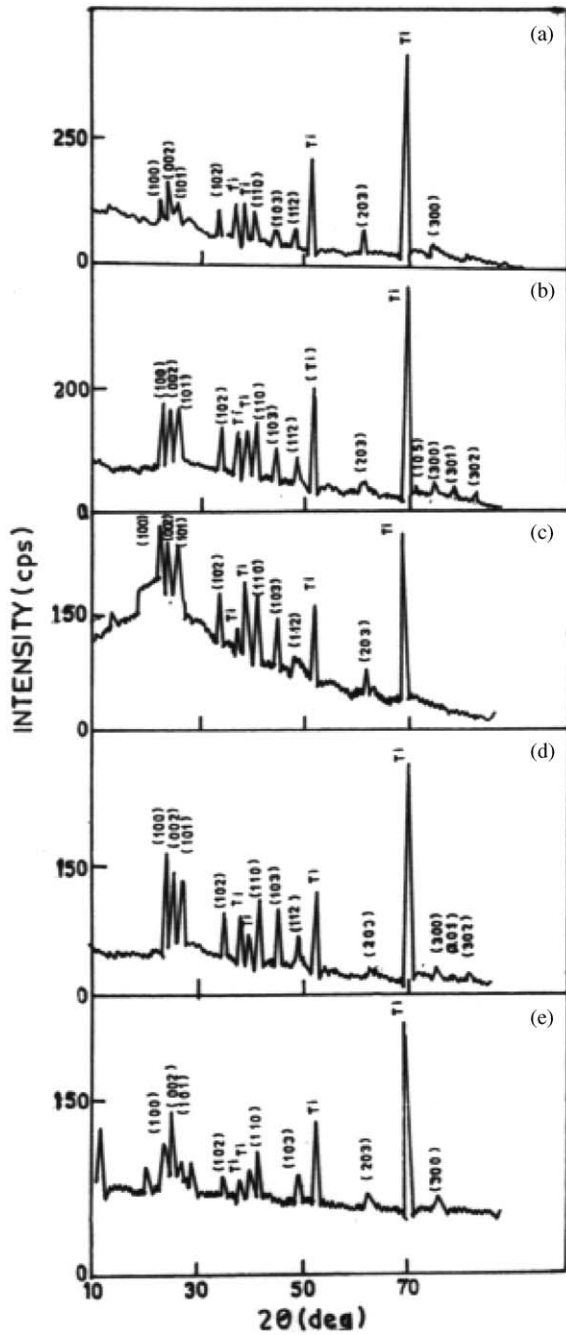 (a)
Ti
250
(100)
(002)
(101)
(102)
Ti
Ti
(110)
(103)
(112)
Ti
(203)
(300)
0
(b)
Ti
200
(100)
(002)
(101)
(102)
Ti
Ti
(110)
(103)
(112)
(Ti)
(203)
(105)
(300)
(301)
(302)
0
(c)
Ti
150
(100)
(002)
(101)
(102)
Ti
Ti
(110)
(103)
(112)
Ti
(203)
0
(d)
Ti
150
(100)
(002)
(101)
(102)
Ti
Ti
(110)
(103)
(112)
Ti
(203)
(300)
(302)
0
(e)
Ti
150
(100)
(002)
(101)
(102)
Ti
Ti
(110)
(103)
Ti
(203)
(300)
0
INTENSITY(cps)
10 30 50 70
2θ(deg)